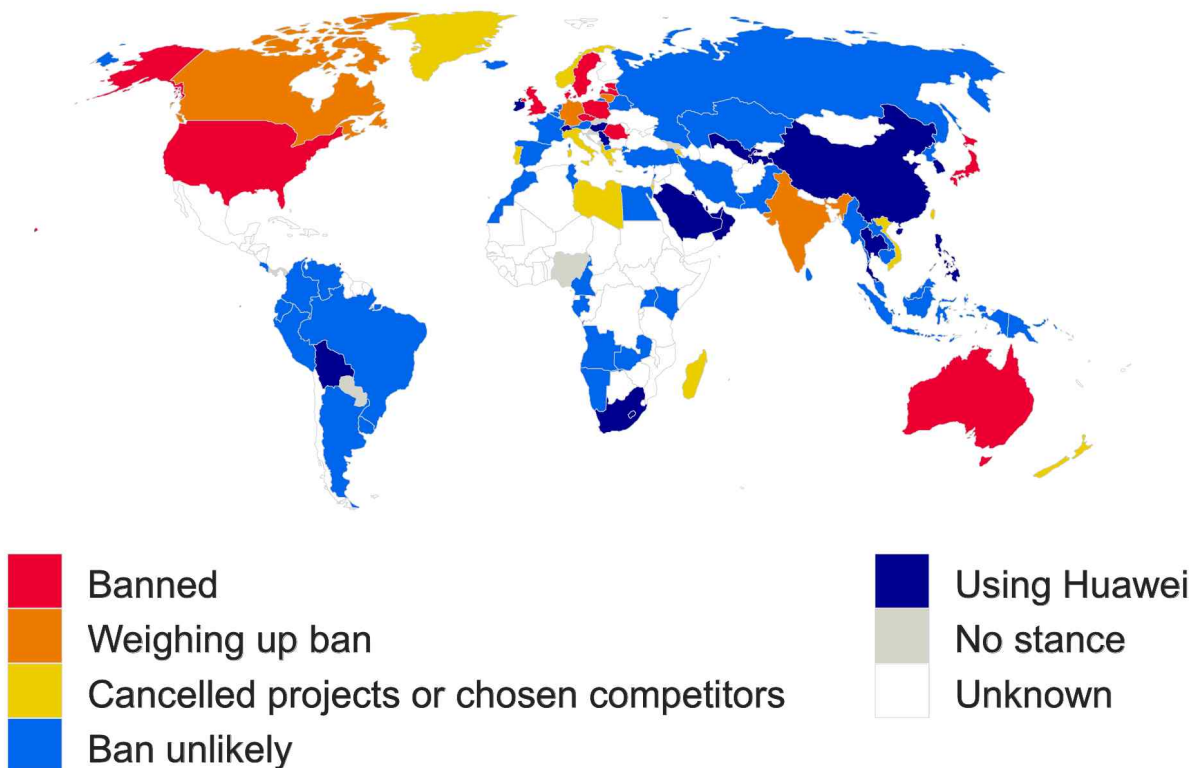 Banned
Weighing up ban
Cancelled projects or chosen competitors
Ban unlikely
Using Huawei
No stance
Unknown